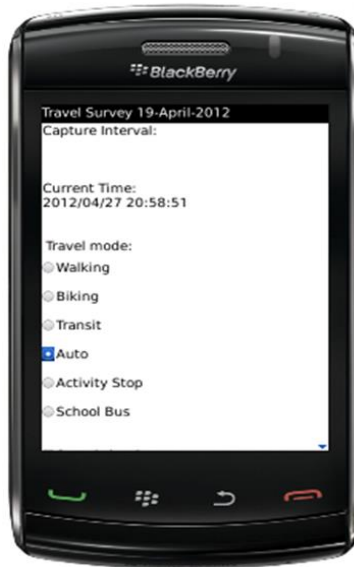 BlackBerry
Travel Survey 19-April-2012
Capture Interval:
Current Time:
2012/04/27 20:58:51
Travel mode:
Walking
Biking
Transit
Auto
Activity Stop
School Bus